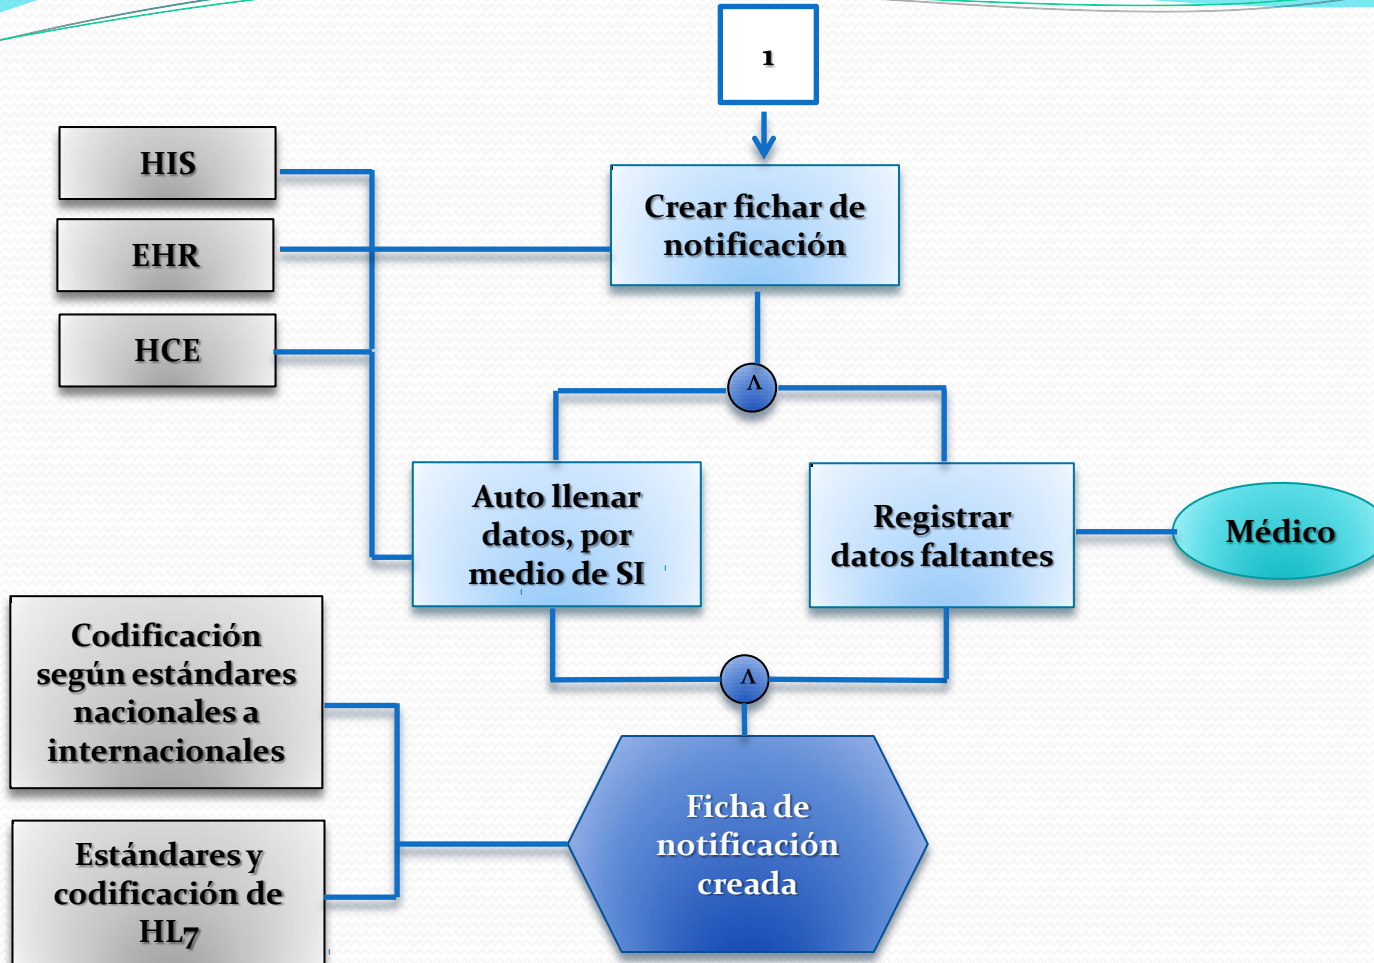 1
HIS
EHR
HCE
Crear fichar de
notificación
^
Auto llenar
datos, por
medio de SI
Registrar
datos faltantes
Médico
^
Codificación
según estándares
nacionales a
internacionales
Estándares y
codificación de
HL7
Ficha de
notificación
creada